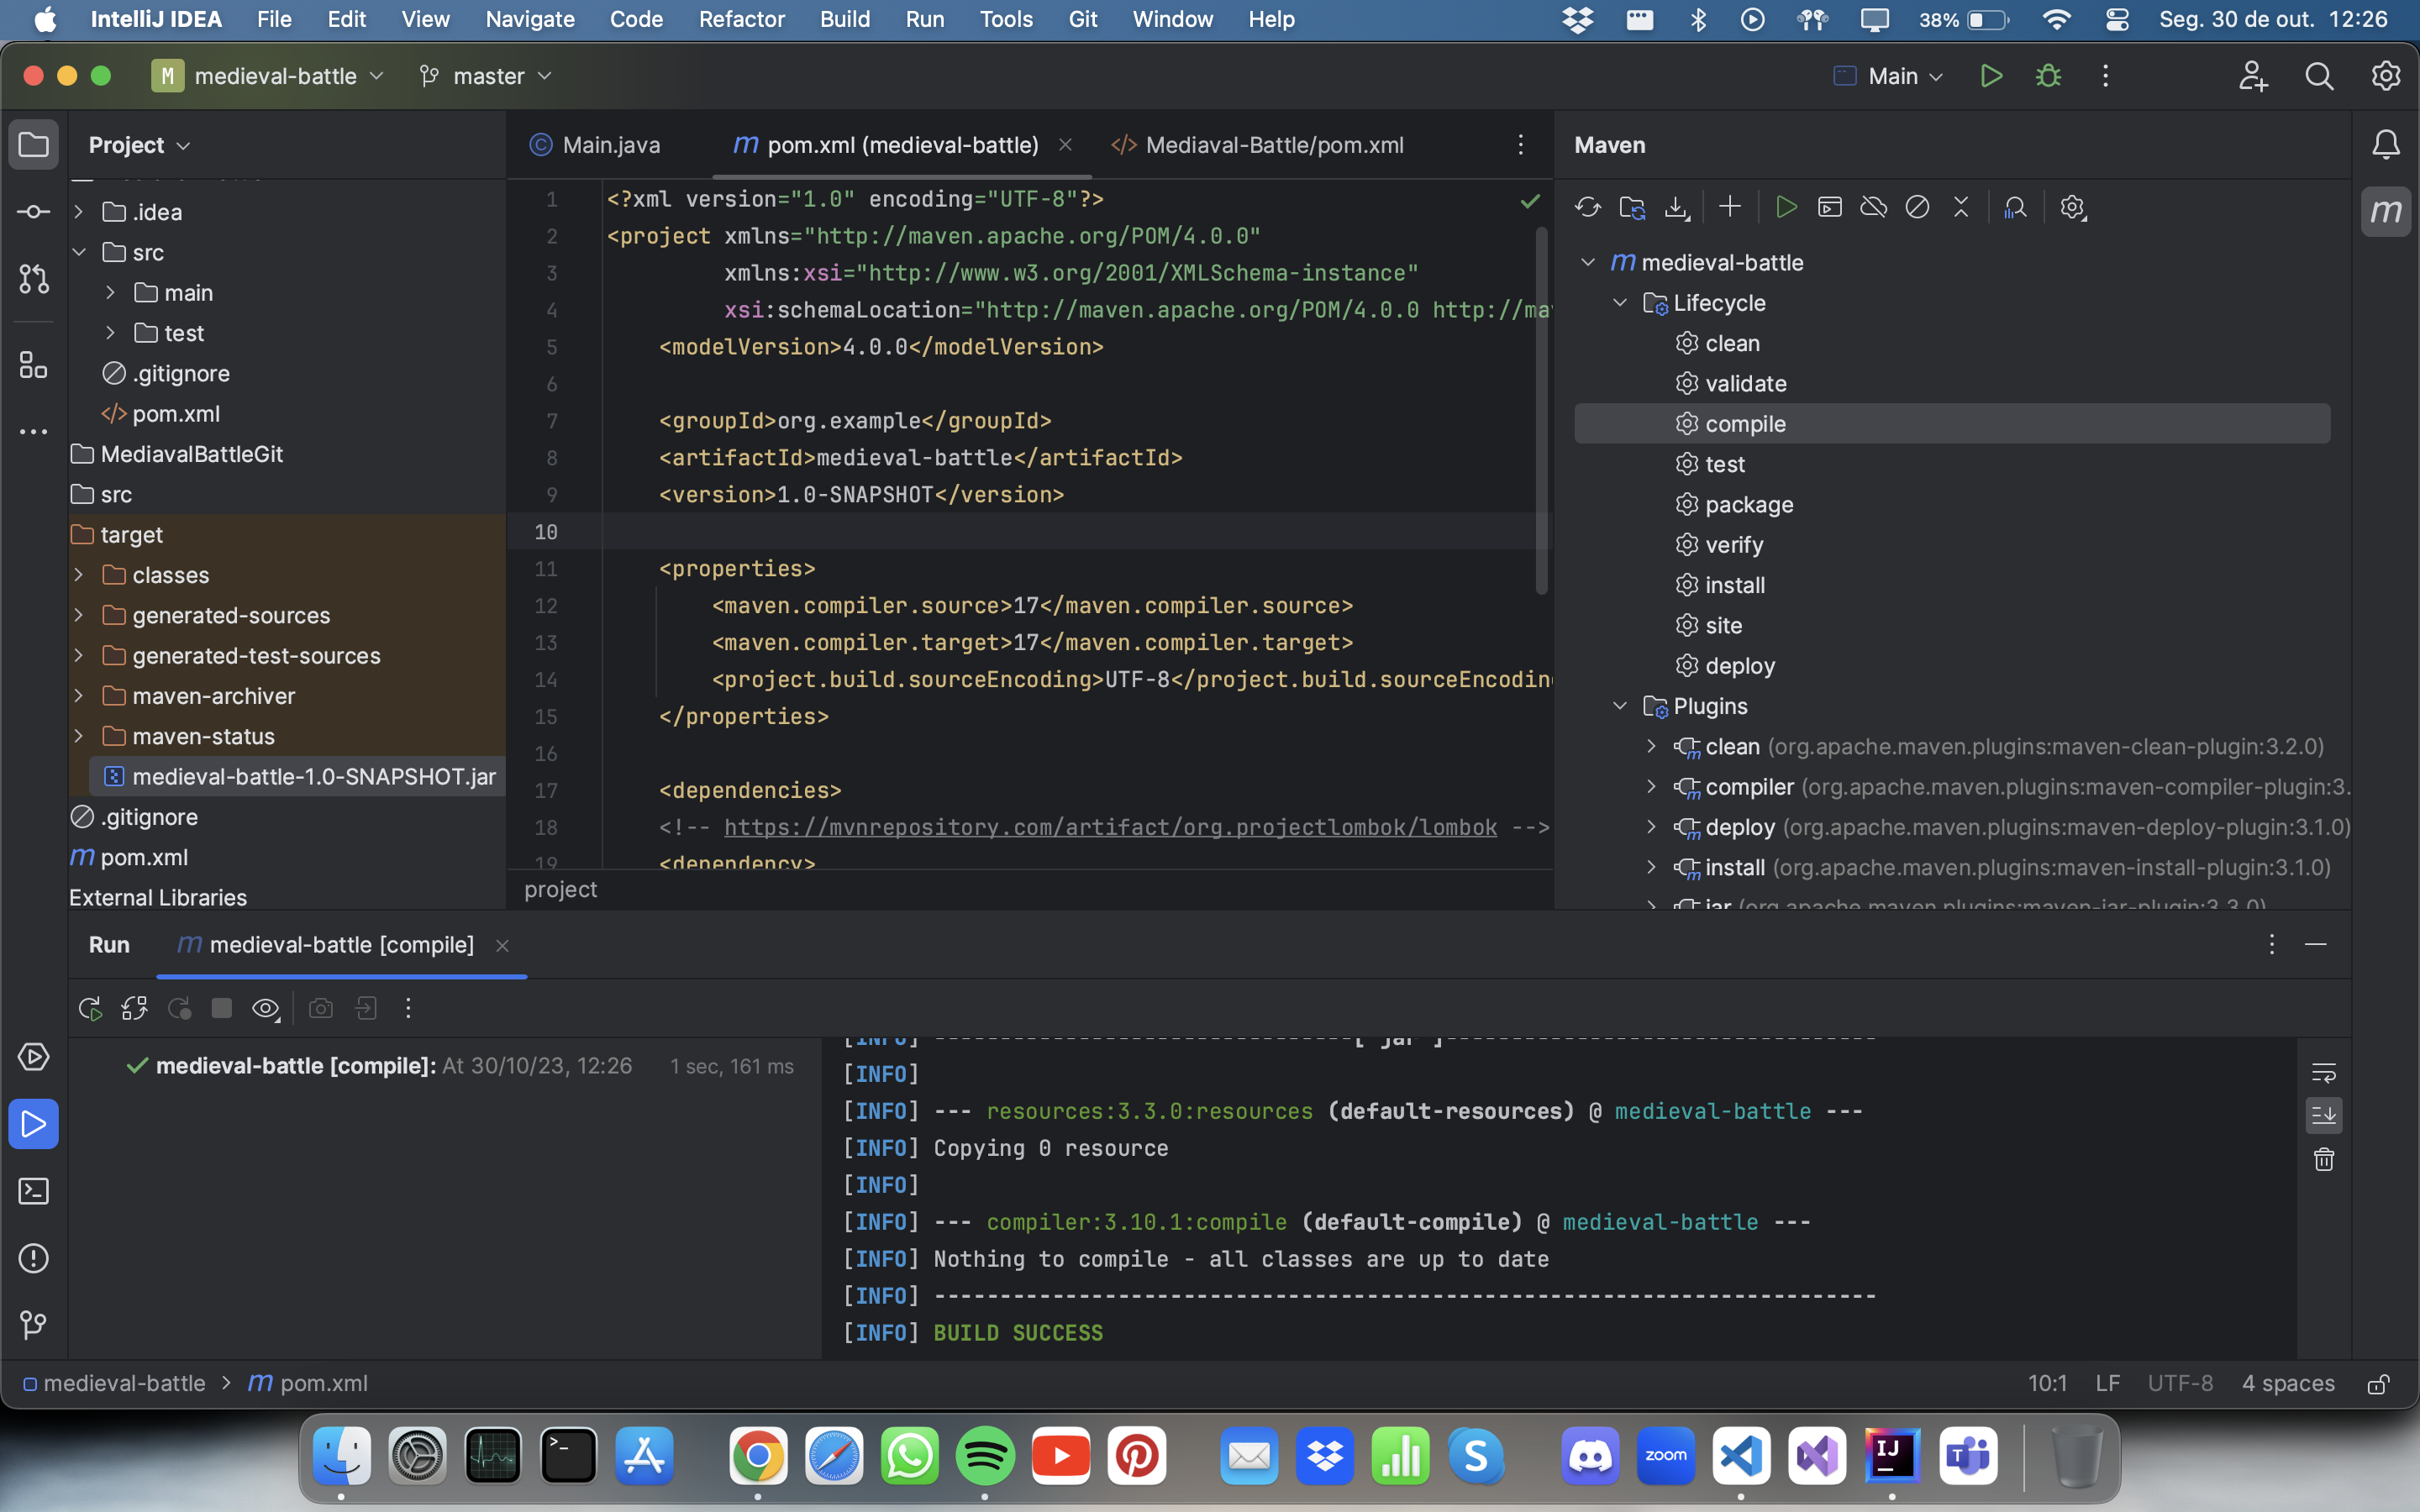 IntelliJ IDEA File Edit View Navigate Code Refactor Build Run Tools Git Window Help 38% Seg. 30 de out. 12:26
M medieval-battle master Main
Project
.idea
src
main
test
.gitignore
pom.xml
MediavalBattleGit
src
target
classes
generated-sources
generated-test-sources
maven-archiver
maven-status
medieval-battle-1.0-SNAPSHOT.jar
.gitignore
m pom.xml
External Libraries
Main.java m pom.xml (medieval-battle) Mediaval-Battle/pom.xml
1 <?xml version="1.0" encoding="UTF-8"?>
2 <project xmlns="http://maven.apache.org/POM/4.0.0"
3 xmlns:xsi="http://www.w3.org/2001/XMLSchema-instance"
4 xsi:schemaLocation="http://maven.apache.org/POM/4.0.0 http://ma
5 <modelVersion>4.0.0</modelVersion>
6
7 <groupId>org.example</groupId>
8 <artifactId>medieval-battle</artifactId>
9 <version>1.0-SNAPSHOT</version>
10
11 <properties>
12 <maven.compiler.source>17</maven.compiler.source>
13 <maven.compiler.target>17</maven.compiler.target>
14 <project.build.sourceEncoding>UTF-8</project.build.sourceEncodin
15 </properties>
16
17 <dependencies>
18 <!-- https://mvnrepository.com/artifact/org.projectlombok/lombok -->
19 <dependency>
project
Maven
m
m medieval-battle
Lifecycle
clean
validate
compile
test
package
verify
install
site
deploy
Plugins
clean (org.apache.maven.plugins:maven-clean-plugin:3.2.0)
compiler (org.apache.maven.plugins:maven-compiler-plugin:3.
deploy (org.apache.maven.plugins:maven-deploy-plugin:3.1.0)
install (org.apache.maven.plugins:maven-install-plugin:3.1.0)
jar (org.apache.maven.plugins:maven-jar-plugin:3.3.0)
Run m medieval-battle [compile]
medieval-battle [compile]: At 30/10/23, 12:26 1 sec, 161 ms
[INFO] --------------------------------[ jar ]---------------------------------
[INFO]
[INFO] --- resources:3.3.0:resources (default-resources) @ medieval-battle ---
[INFO] Copying 0 resource
[INFO]
[INFO] --- compiler:3.10.1:compile (default-compile) @ medieval-battle ---
[INFO] Nothing to compile - all classes are up to date
[INFO] ------------------------------------------------------------------------
[INFO] BUILD SUCCESS
medieval-battle > m pom.xml 10:1 LF UTF-8 4 spaces
zoom IJ T